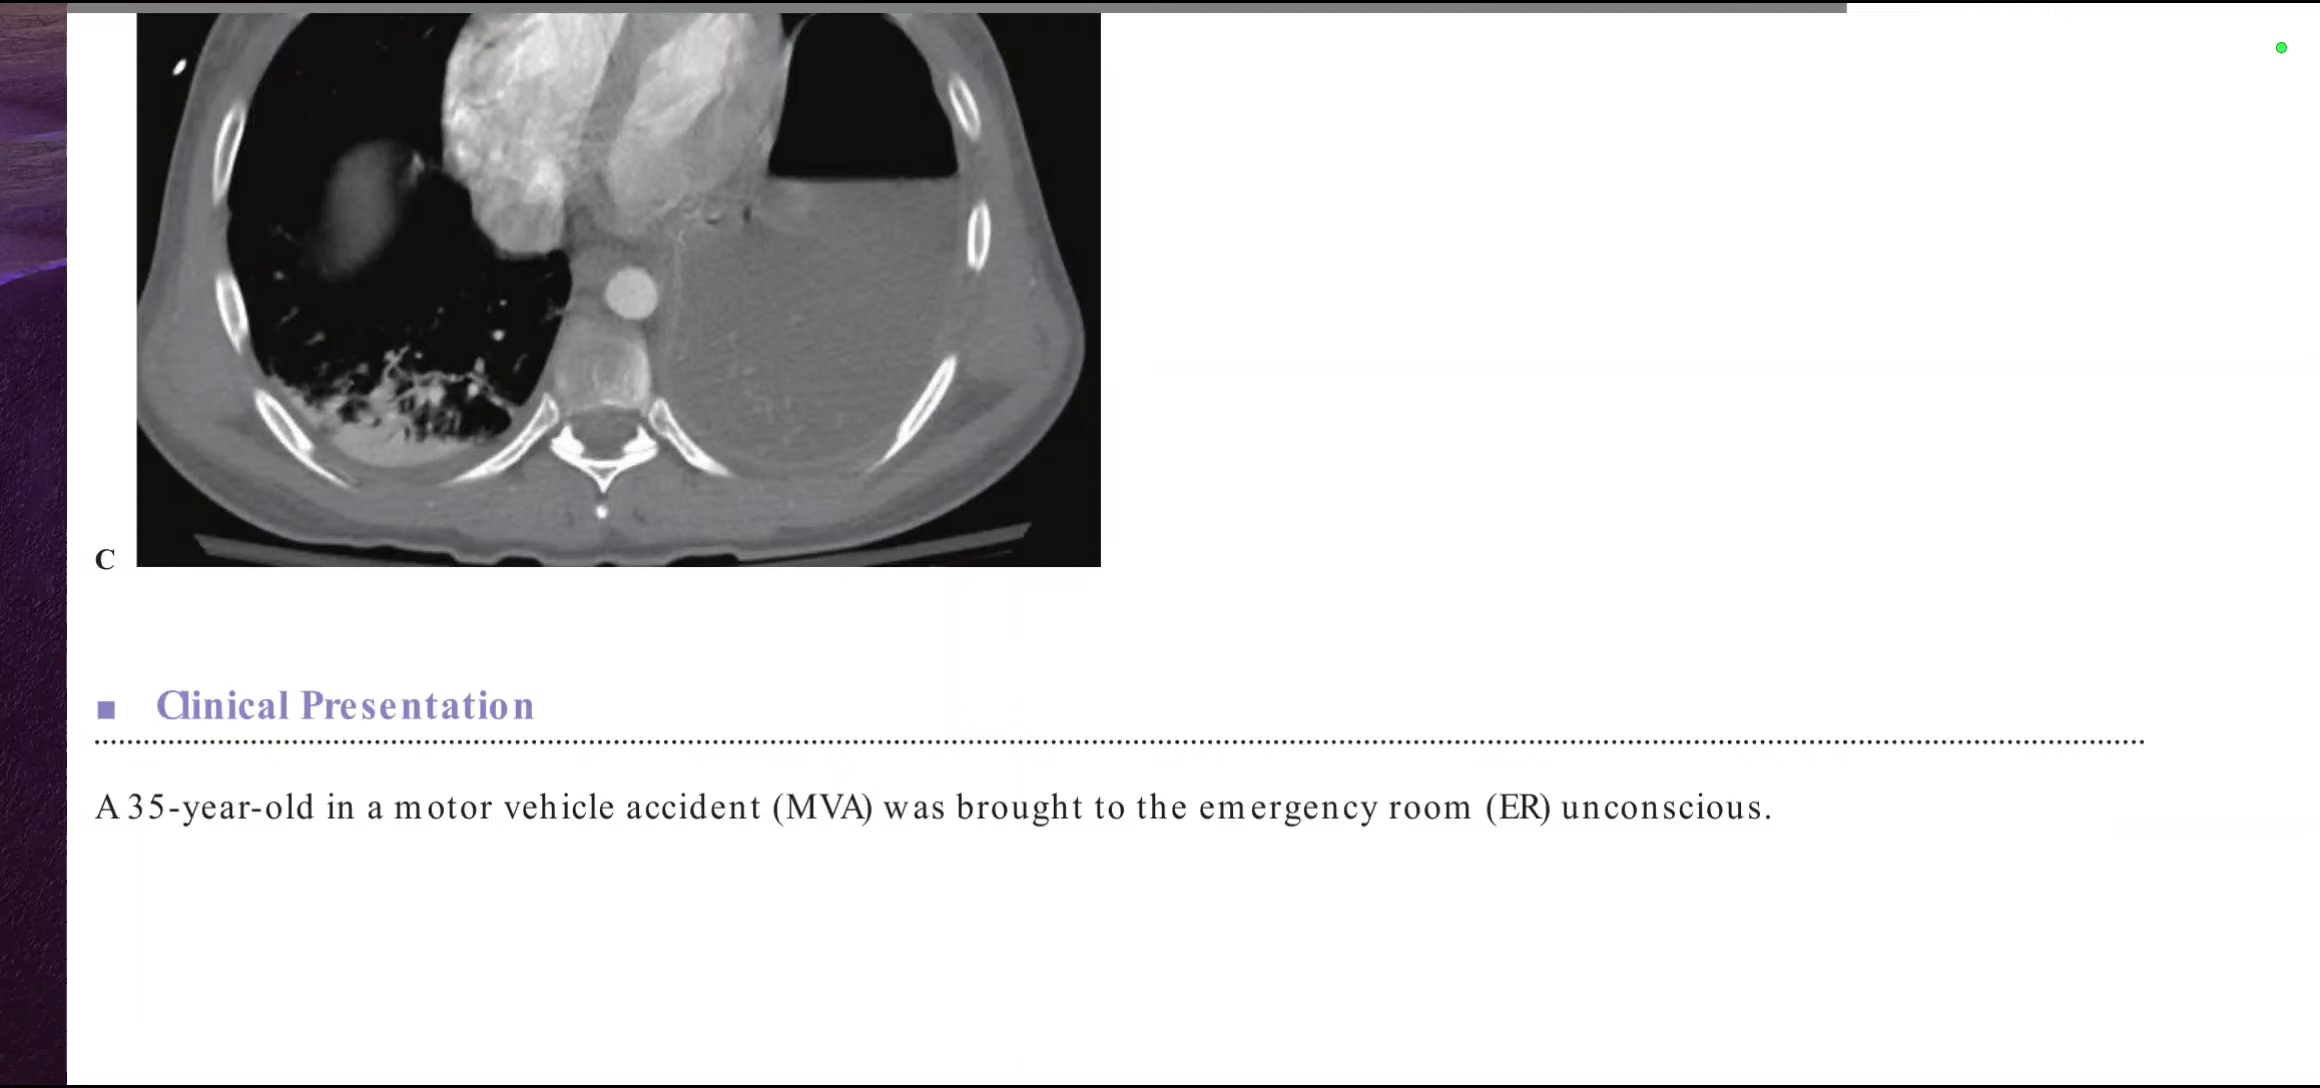 C
Clinical Presentation
A 35-year-old in a motor vehicle accident (MVA) was brought to the emergency room (ER) unconscious.